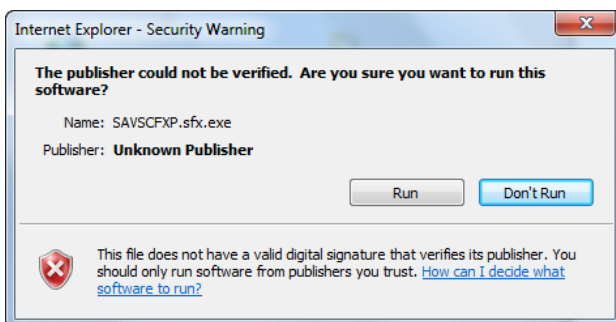 Internet Explorer - Security Warning
The publisher could not be verified. Are you sure you want to run this
software?
Name: SAVSCFXP.sfx.exe
Publisher: Unknown Publisher
Run Don't Run
This file does not have a valid digital signature that verifies its publisher. You
should only run software from publishers you trust. How can I decide what
software to run?